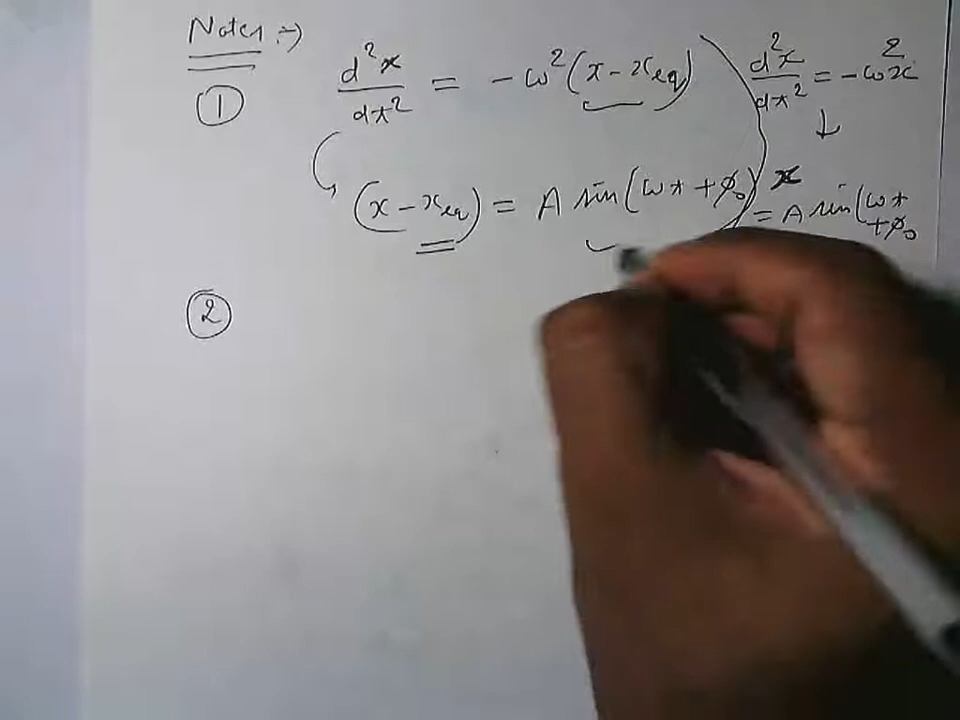 Notes :-)
① d²x/dt² = -ω²(x - x_eq)
(x - x_eq) = A sin(ωt + φ₀)
d²x/dt² = -ω²x
↓
x = A sin(ωt + φ₀
②